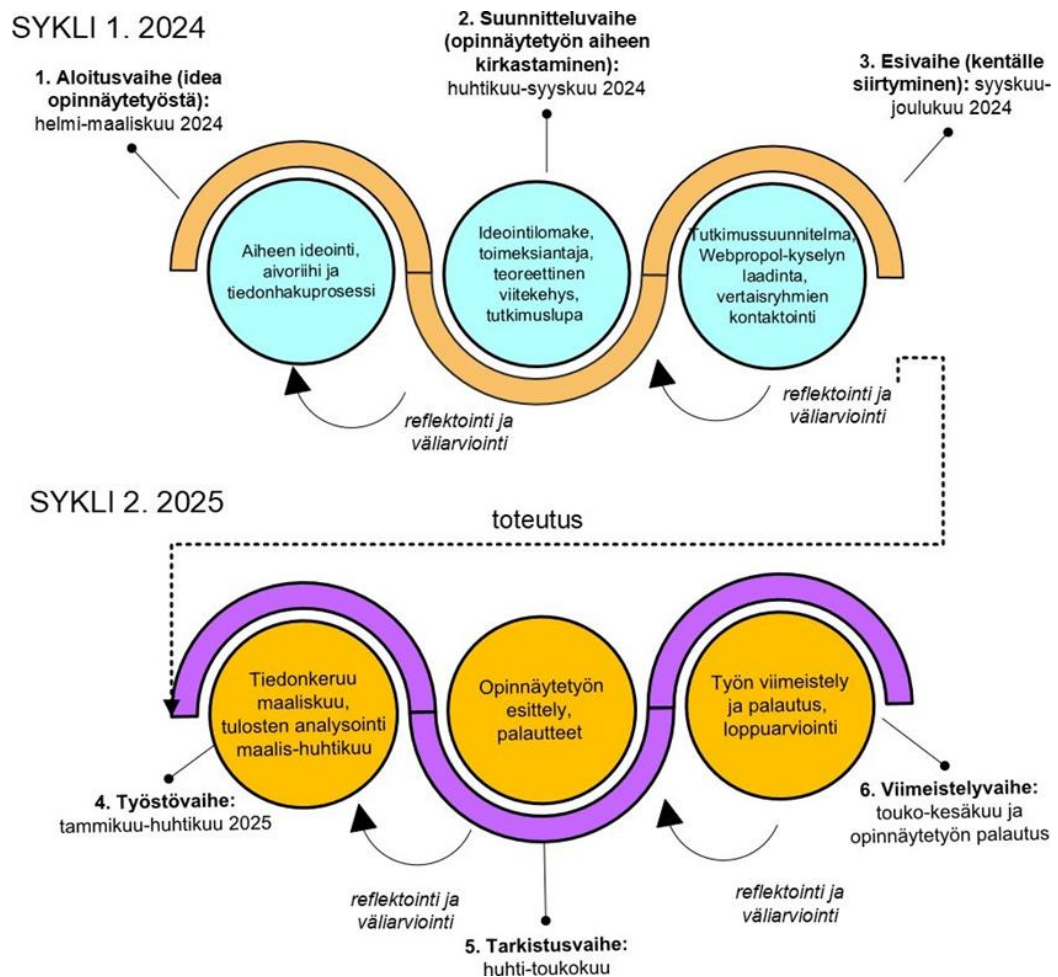 SYKLI 1. 2024
1. Aloitusvaihe (idea
opinnäytetyöstä):
helmi-maaliskuu 2024
2. Suunnitteluvaihe
(opinnäytetyön aiheen
kirkastaminen):
huhtikuu-syyskuu 2024
3. Esivaihe (kentälle
siirtyminen): syyskuu-
joulukuu 2024
Aiheen ideointi,
aivoriihi ja
tiedonhakuprosessi
Ideointilomake,
toimeksiantaja,
teoreettinen
viitekehys,
tutkimuslupa
Tutkimussuunnitelma,
Webpropol-kyselyn
laadinta,
vertaisryhmien
kontaktointi
reflektointi ja
väliarviointi
reflektointi ja
väliarviointi
SYKLI 2. 2025
toteutus
Tiedonkeruu
maaliskuu,
tulosten analysointi
maalis-huhtikuu
Opinnäytetyön
esittely,
palautteet
Työn viimeistely
ja palautus,
loppuarviointi
4. Työstövaihe:
tammikuu-huhtikuu 2025
6. Viimeistelyvaihe:
touko-kesäkuu ja
opinnäytetyön palautus
reflektointi ja
väliarviointi
reflektointi ja
väliarviointi
5. Tarkistusvaihe:
huhti-toukokuu